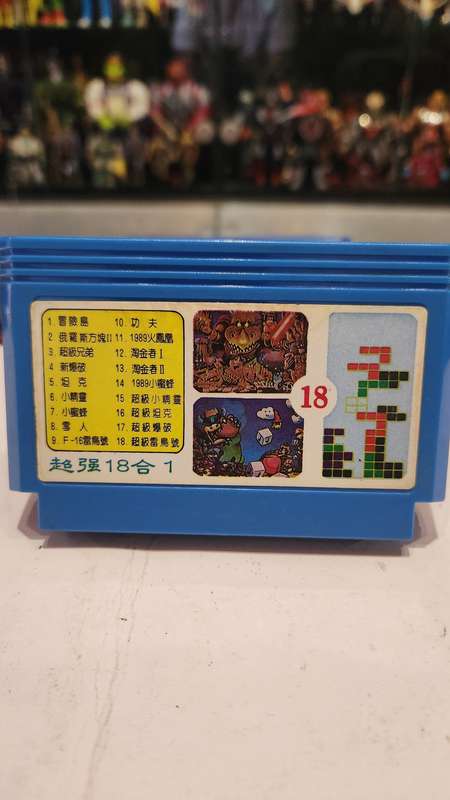 1 冒險島
2 俄羅斯方塊II
3 超級兄弟
4 新爆破
5 坦克
6 小精靈
7 小蜜蜂
8 雪人
9 F-16雷鳥號
10 功夫
11 1989火鳳凰
12 淘金者I
13 淘金者II
14 1989小蜜蜂
15 超級小精靈
16 超級坦克
17 超級爆破
18 超級雷鳥號
超强18合1
18